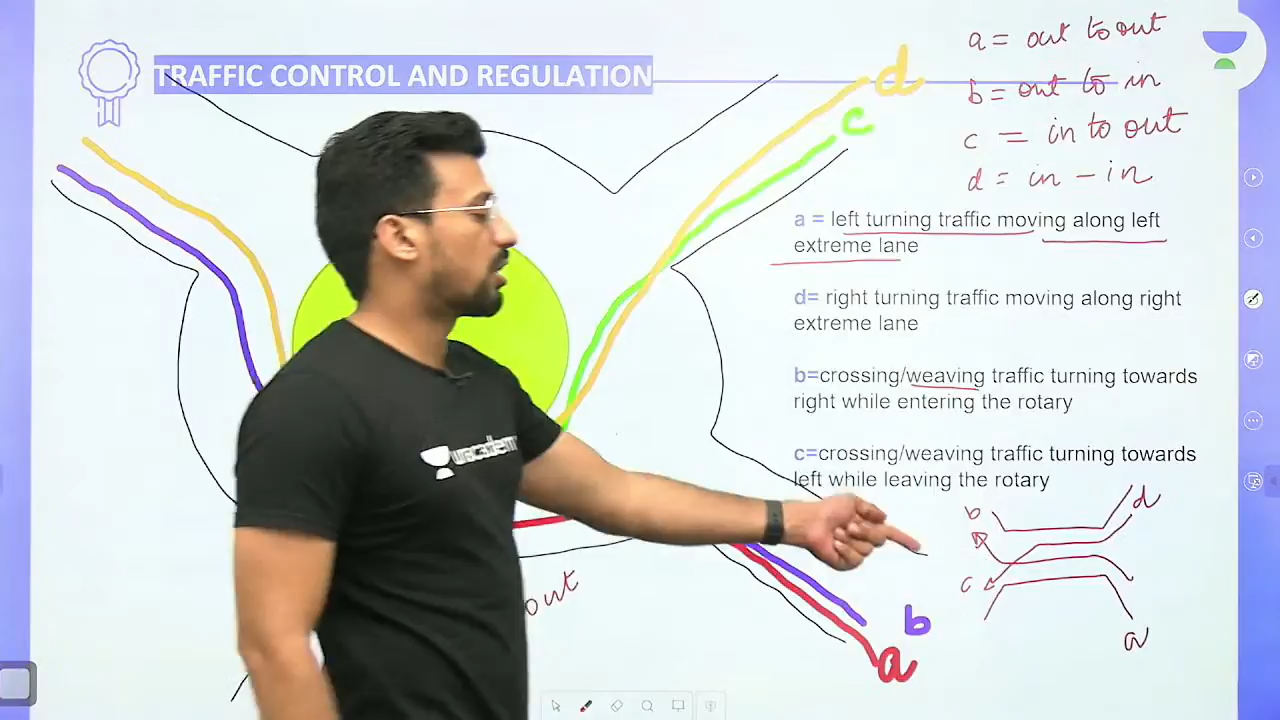 TRAFFIC CONTROL AND REGULATION
a = out to out
b = out to in
c = in to out
d = in - in
d
c
a = left turning traffic moving along left
extreme lane
d= right turning traffic moving along right
extreme lane
b=crossing/weaving traffic turning towards
right while entering the rotary
c=crossing/weaving traffic turning towards
left while leaving the rotary
b
d
c
a
out
b
a